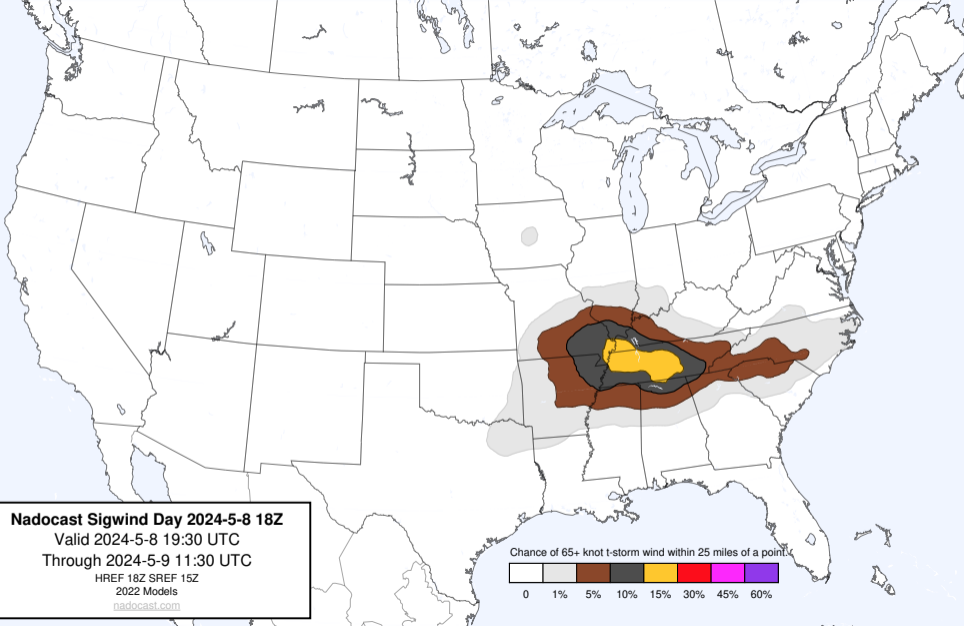 Nadocast Sigwind Day 2024-5-8 18Z
Valid 2024-5-8 19:30 UTC
Through 2024-5-9 11:30 UTC
HREF 18Z SREF 15Z
2022 Models
nadocast.com
Chance of 65+ knot t-storm wind within 25 miles of a point.
0 1% 5% 10% 15% 30% 45% 60%